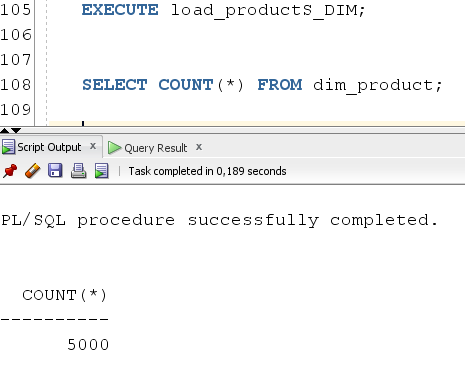 105 EXECUTE load_productS_DIM;
106
107
108 SELECT COUNT(*) FROM dim_product;
109
Script Output x Query Result x
Task completed in 0,189 seconds
PL/SQL procedure successfully completed.
COUNT(*)
----------
5000